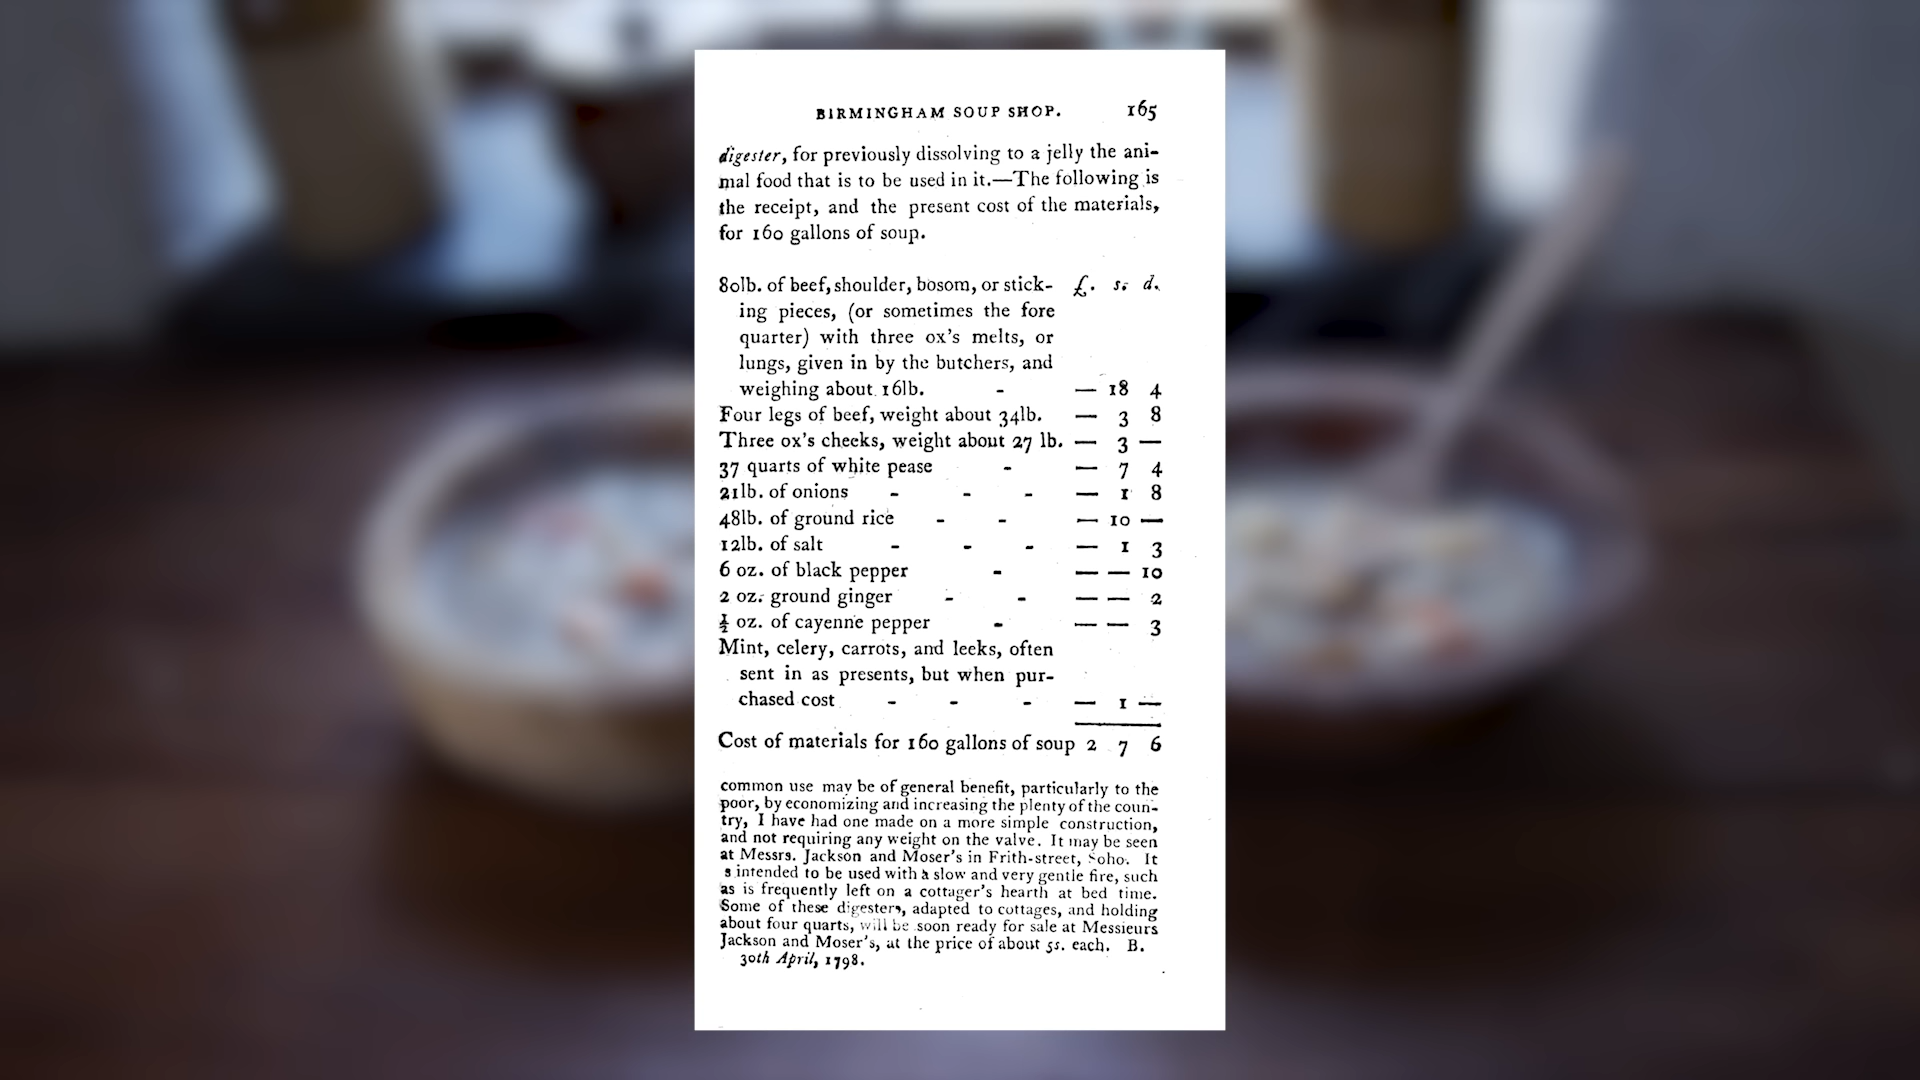 BIRMINGHAM SOUP SHOP. 165
digester, for previously dissolving to a jelly the ani-
mal food that is to be used in it.—The following is
the receipt, and the present cost of the materials,
for 160 gallons of soup.
80lb. of beef, shoulder, bosom, or stick- £. s. d.
ing pieces, (or sometimes the fore
quarter) with three ox's melts, or
lungs, given in by the butchers, and
weighing about 16lb. - — 18 4
Four legs of beef, weight about 34lb. — 3 8
Three ox's cheeks, weight about 27 lb. — 3 —
37 quarts of white pease - — 7 4
21lb. of onions - - - — 1 8
48lb. of ground rice - - — 10 —
12lb. of salt - - - — 1 3
6 oz. of black pepper - — — 10
2 oz. ground ginger - - — — 2
½ oz. of cayenne pepper - — — 3
Mint, celery, carrots, and leeks, often
sent in as presents, but when pur-
chased cost - - - — 1 —
Cost of materials for 160 gallons of soup 2 7 6
common use may be of general benefit, particularly to the
poor, by economizing and increasing the plenty of the coun-
try, I have had one made on a more simple construction,
and not requiring any weight on the valve. It may be seen
at Messrs. Jackson and Moser's in Frith-street, Soho. It
s intended to be used with a slow and very gentle fire, such
as is frequently left on a cottager's hearth at bed time.
Some of these digesters, adapted to cottages, and holding
about four quarts, will be soon ready for sale at Messieurs
Jackson and Moser's, at the price of about 5s. each. B.
30th April, 1798.